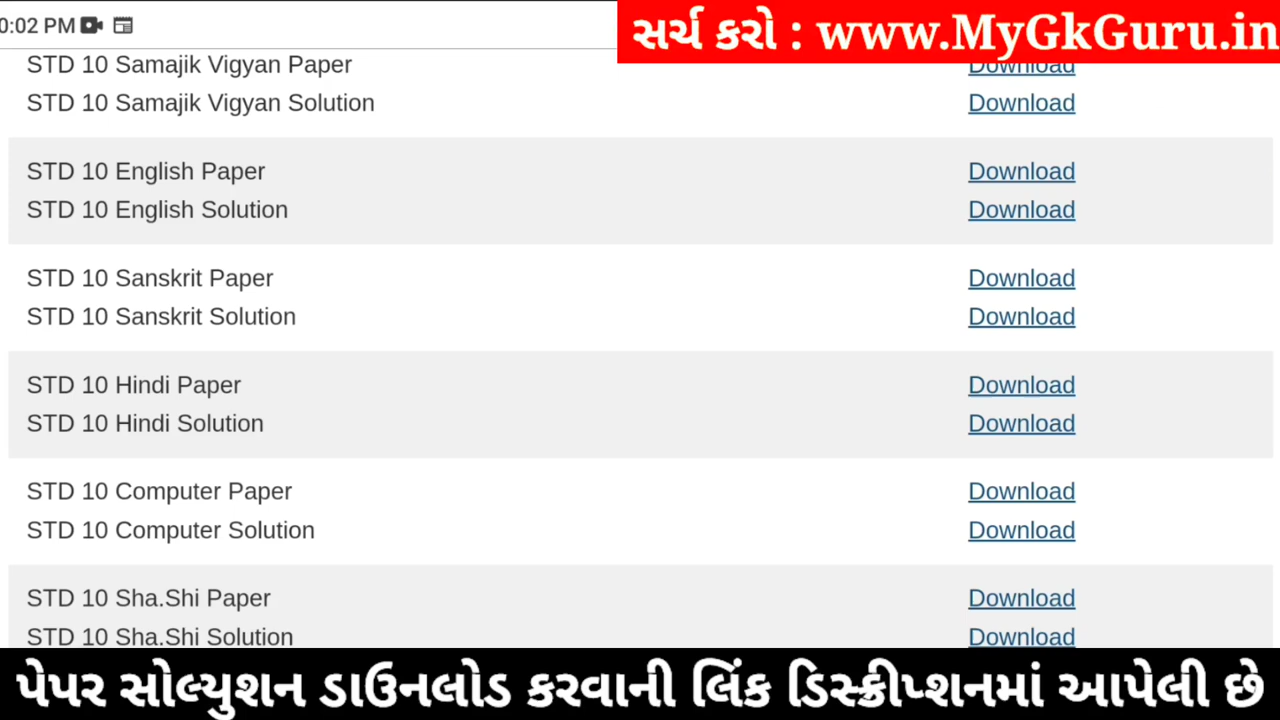 0:02 PM
સર્ચ કરો : www.MyGkGuru.in
STD 10 Samajik Vigyan Paper Download
STD 10 Samajik Vigyan Solution Download
STD 10 English Paper Download
STD 10 English Solution Download
STD 10 Sanskrit Paper Download
STD 10 Sanskrit Solution Download
STD 10 Hindi Paper Download
STD 10 Hindi Solution Download
STD 10 Computer Paper Download
STD 10 Computer Solution Download
STD 10 Sha.Shi Paper Download
STD 10 Sha.Shi Solution Download
પેપર સોલ્યુશન ડાઉનલોડ કરવાની લિંક ડિસ્ક્રીપ્શનમાં આપેલી છે